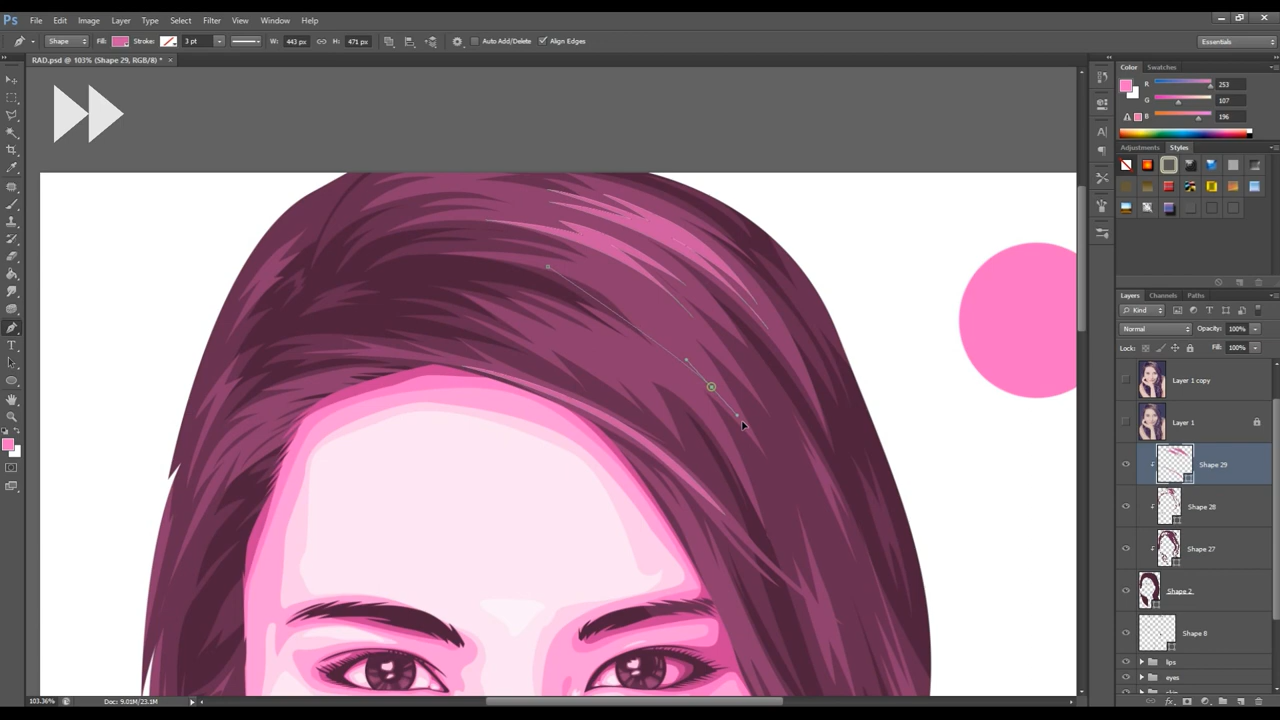 Ps File Edit Image Layer Type Select Filter View Window Help
Shape Fill: Stroke: 3 pt W: 443 px H: 471 px Auto Add/Delete Align Edges Essentials
RAD.psd @ 103% (Shape 29, RGB/8) * ×
Color Swatches
R 253
G 107
B 196
Adjustments Styles
Layers Channels Paths
Kind
Normal Opacity: 100%
Lock: Fill: 100%
Layer 1 copy
Layer 1
Shape 29
Shape 28
Shape 27
Shape 2
Shape 8
lips
eyes
skin
103.36% Doc: 9.01M/23.1M